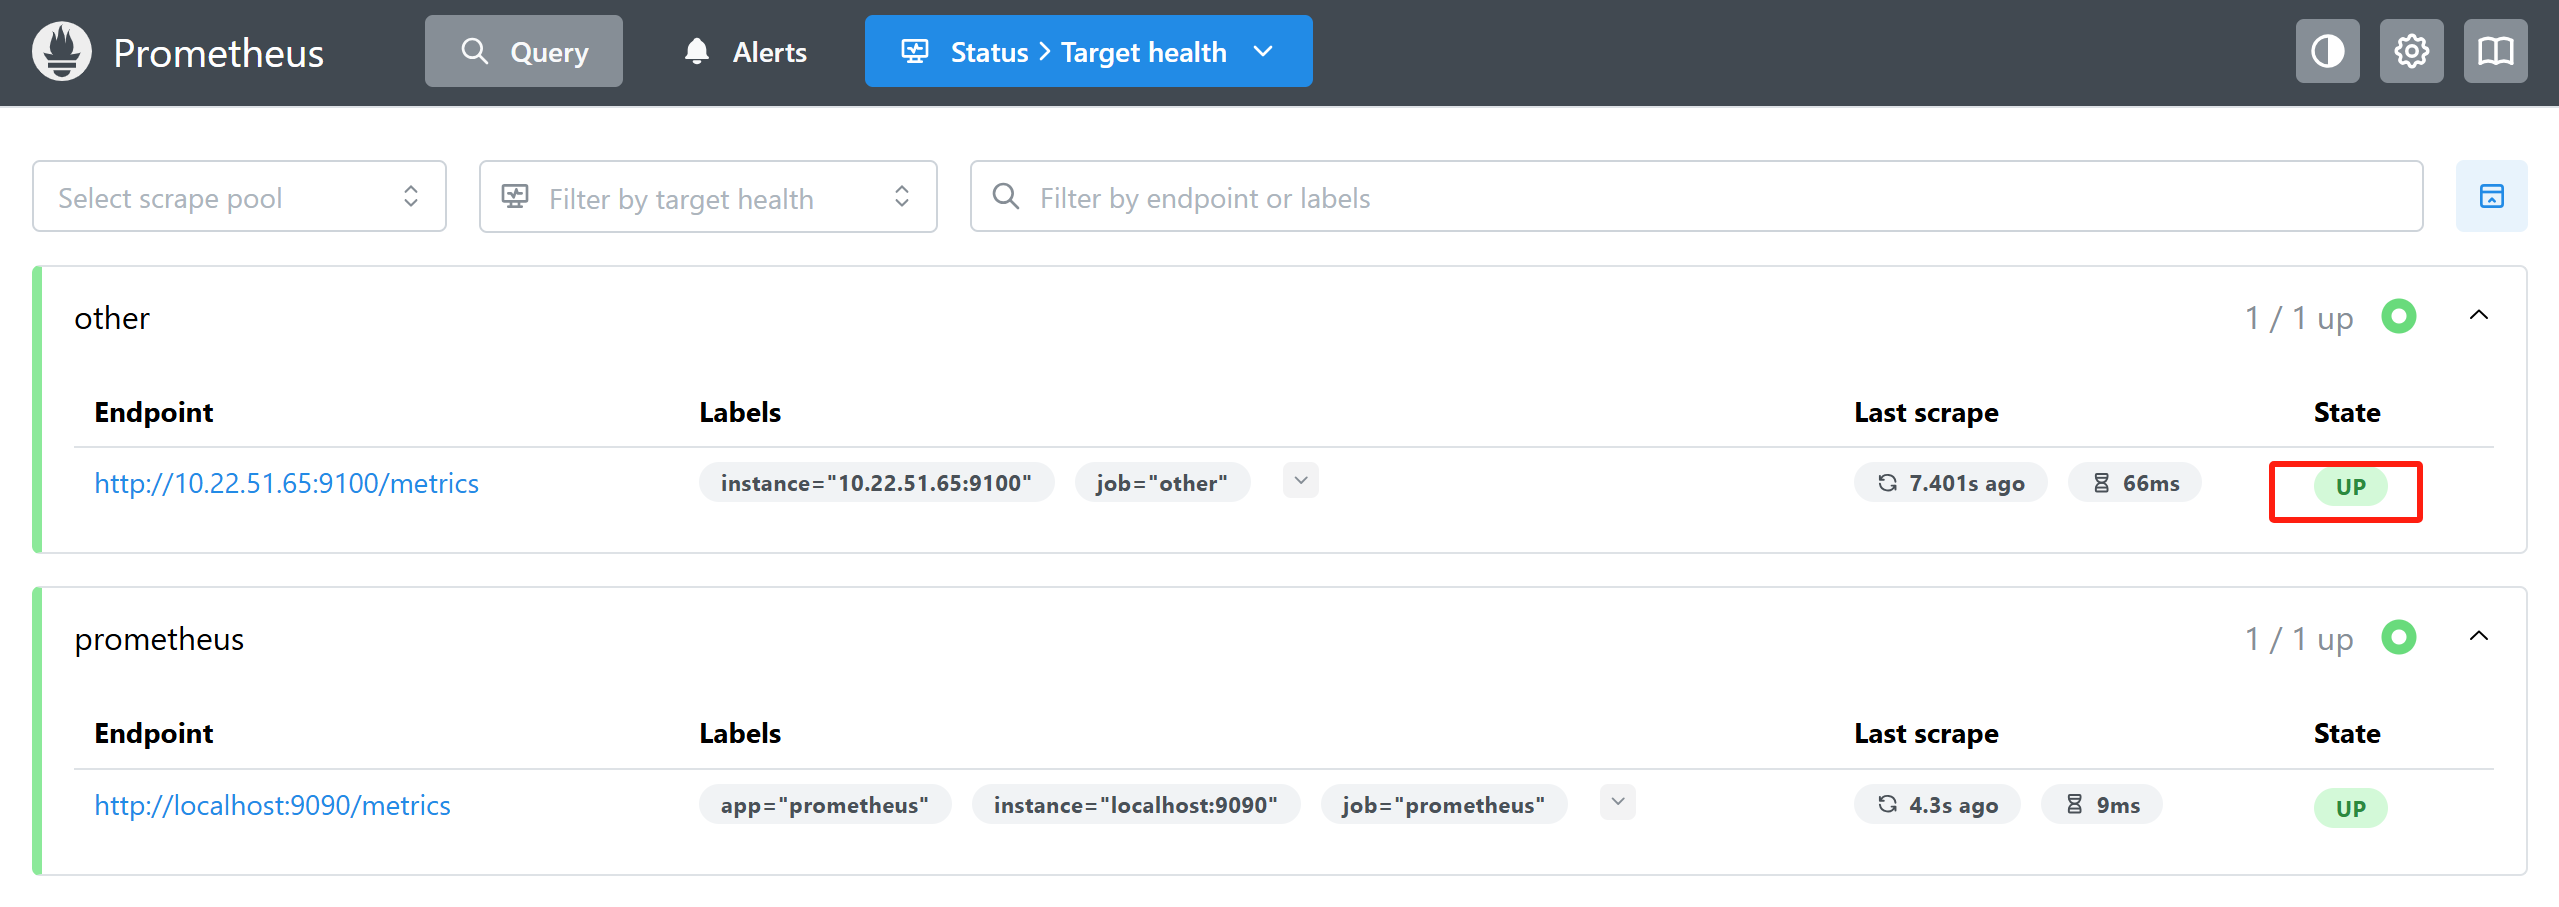 Prometheus Query Alerts Status > Target health
Select scrape pool Filter by target health Filter by endpoint or labels
other 1 / 1 up
Endpoint Labels Last scrape State
http://10.22.51.65:9100/metrics instance="10.22.51.65:9100" job="other" 7.401s ago 66ms UP
prometheus 1 / 1 up
Endpoint Labels Last scrape State
http://localhost:9090/metrics app="prometheus" instance="localhost:9090" job="prometheus" 4.3s ago 9ms UP